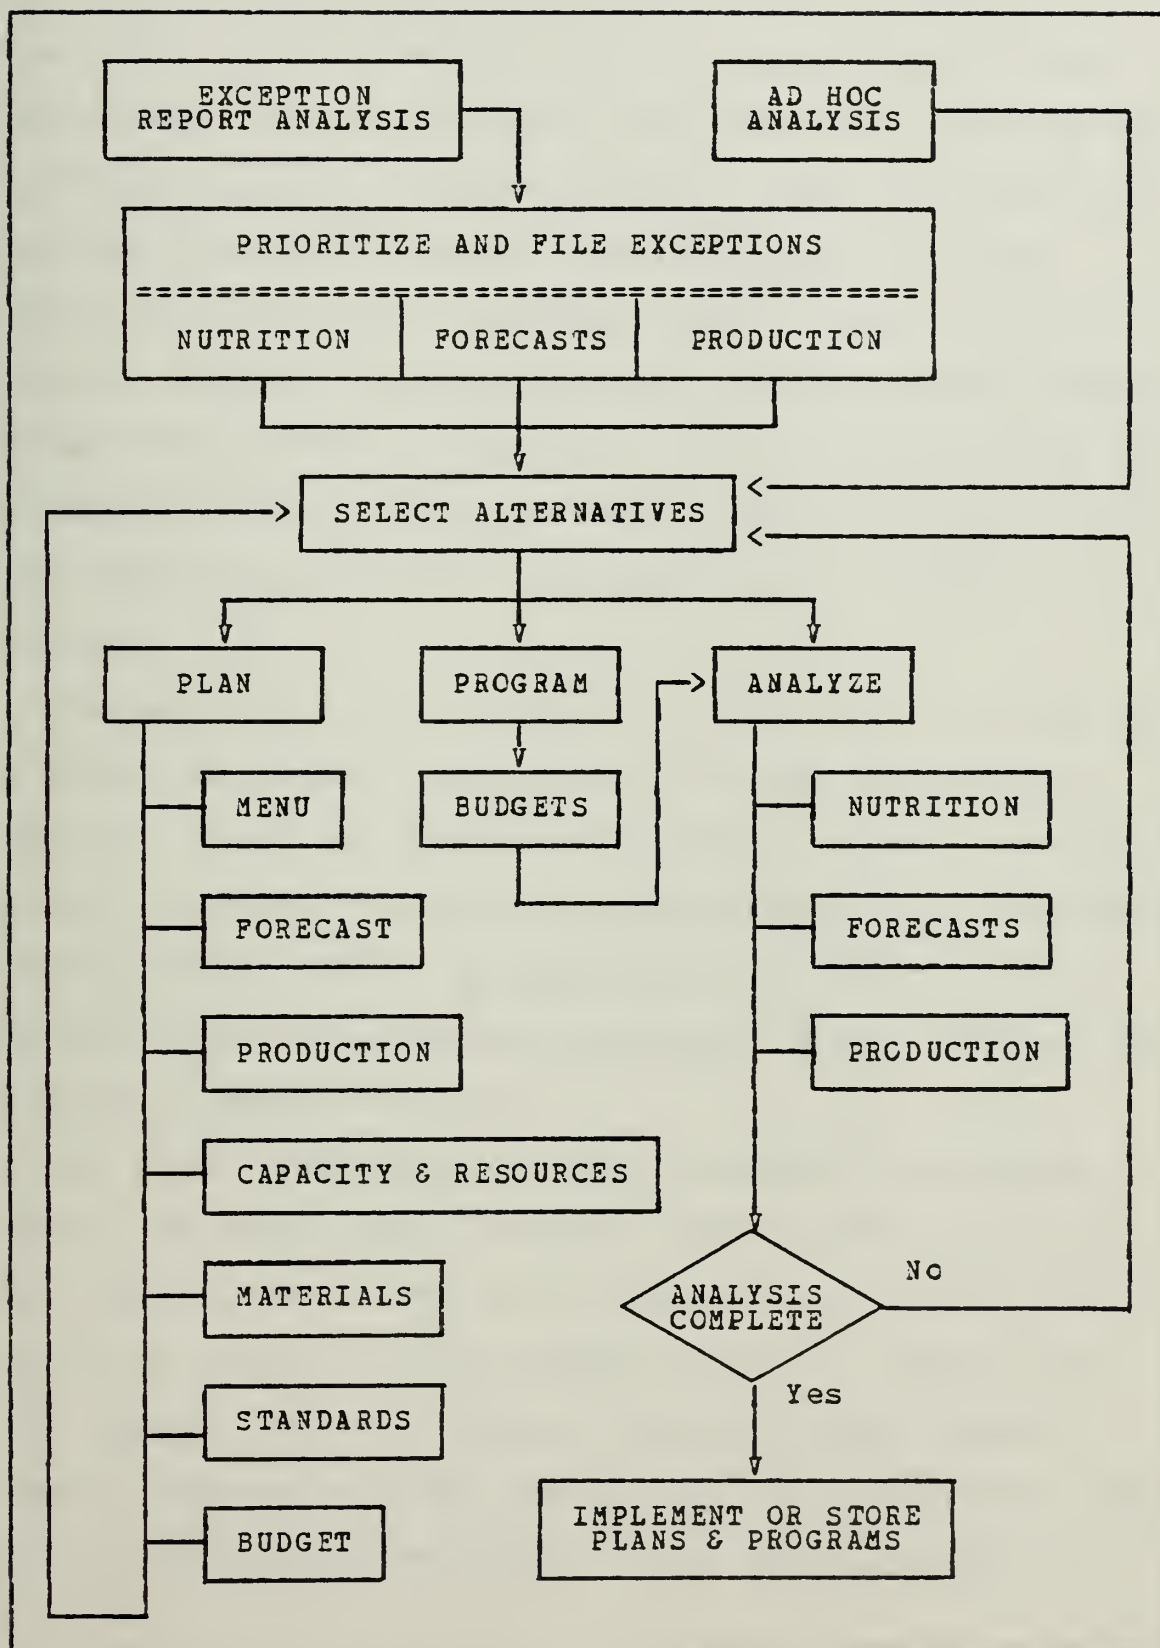 EXCEPTION
REPORT ANALYSIS
AD HOC
ANALYSIS
PRIORITIZE AND FILE EXCEPTIONS
================================================
NUTRITION
FORECASTS
PRODUCTION
SELECT ALTERNATIVES
PLAN
PROGRAM
ANALYZE
MENU
BUDGETS
NUTRITION
FORECAST
FORECASTS
PRODUCTION
PRODUCTION
CAPACITY & RESOURCES
No
MATERIALS
ANALYSIS
COMPLETE
Yes
STANDARDS
IMPLEMENT OR STORE
PLANS & PROGRAMS
BUDGET